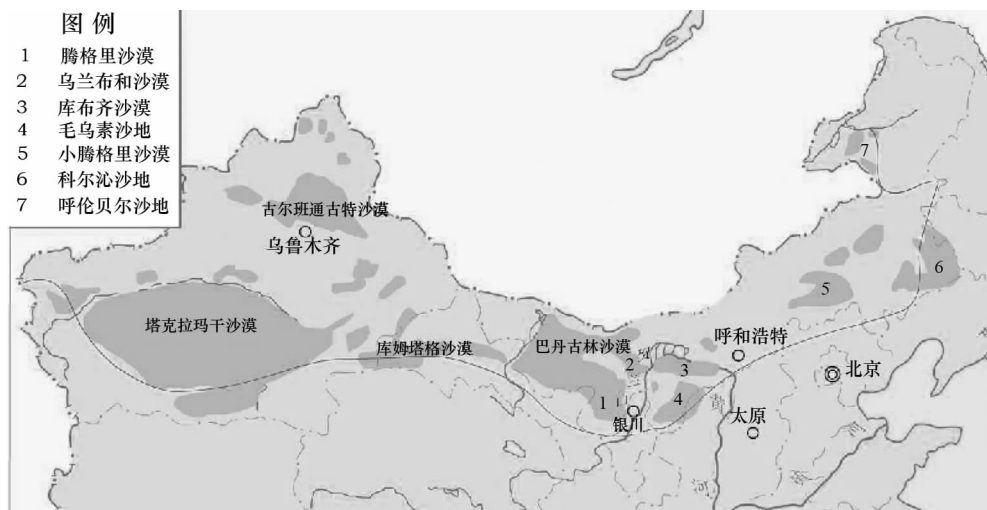 图例
1 腾格里沙漠
2 乌兰布和沙漠
3 库布齐沙漠
4 毛乌素沙地
5 小腾格里沙漠
6 科尔沁沙地
7 呼伦贝尔沙地
7
古尔班通古特沙漠
乌鲁木齐
6
5
塔克拉玛干沙漠
库姆塔格沙漠
巴丹吉林沙漠
呼和浩特
2
3
北京
1
4
银川
太原
河